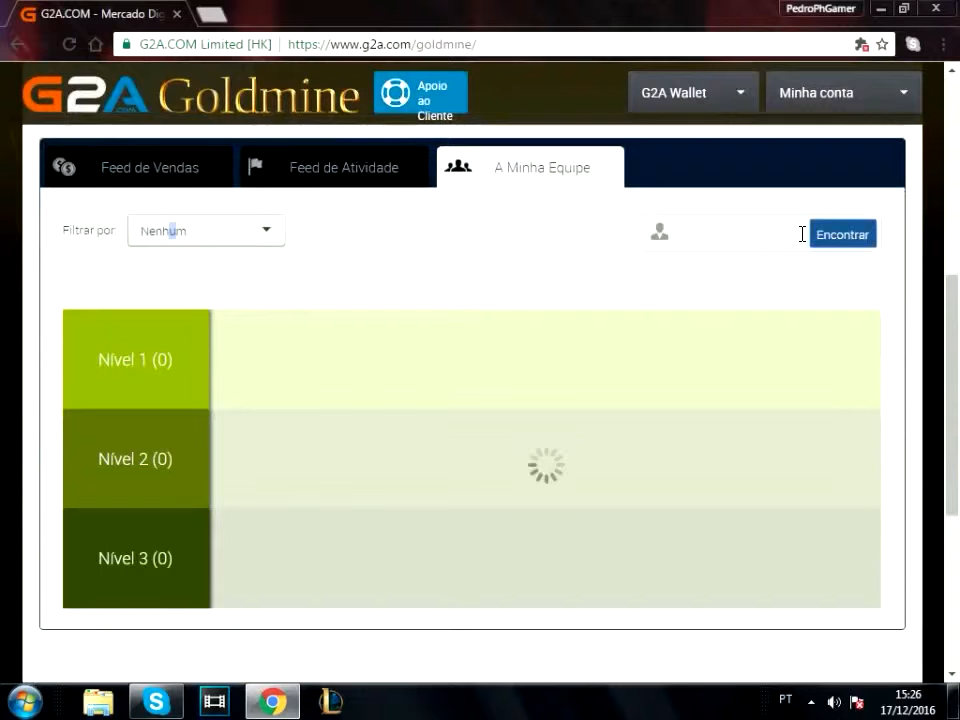 G2A.COM - Mercado Dig
PedroPhGamer
G2A.COM Limited [HK]
https://www.g2a.com/goldmine/
G2A.COM Goldmine
Apoio
ao
Cliente
G2A Wallet
Minha conta
Feed de Vendas
Feed de Atividade
A Minha Equipe
Filtrar por:
Nenhum
Encontrar
Nível 1 (0)
Nível 2 (0)
Nível 3 (0)
PT
15:26
17/12/2016